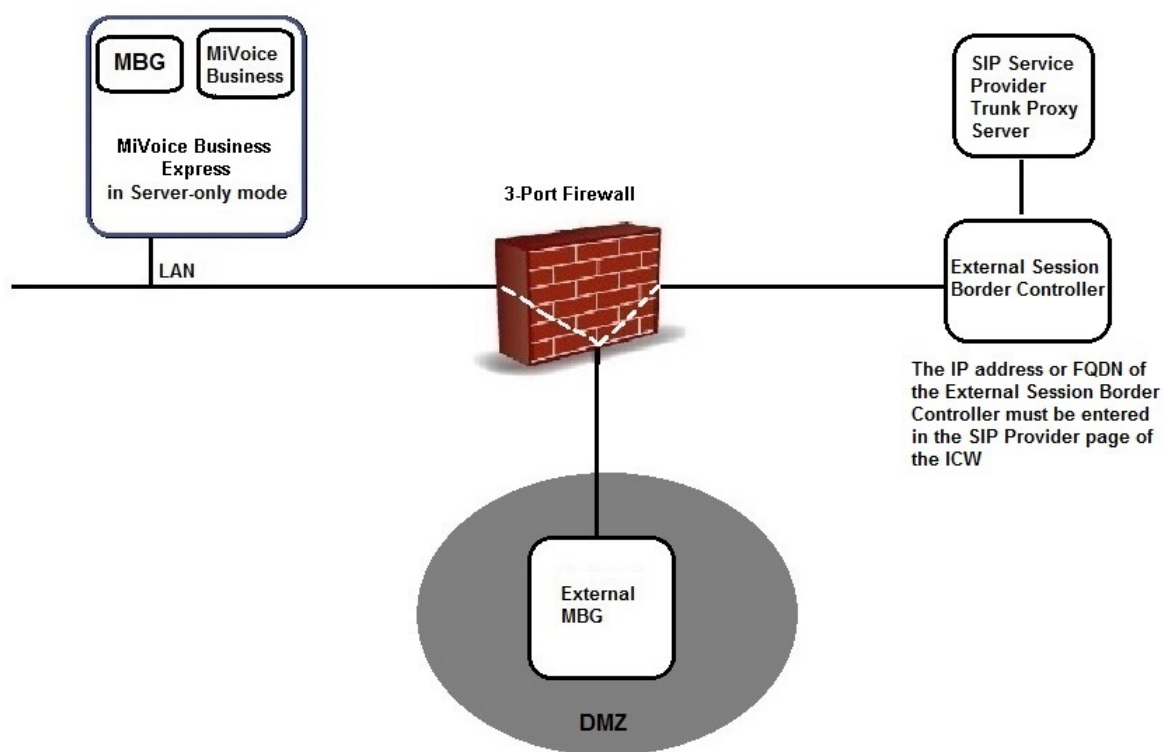 MBG
MiVoice
Business
MiVoice Business
Express
in Server-only mode
LAN
3-Port Firewall
SIP Service
Provider
Trunk Proxy
Server
External Session
Border Controller
The IP address or FQDN of
the External Session Border
Controller must be entered
in the SIP Provider page of
the ICW
External
MBG
DMZ